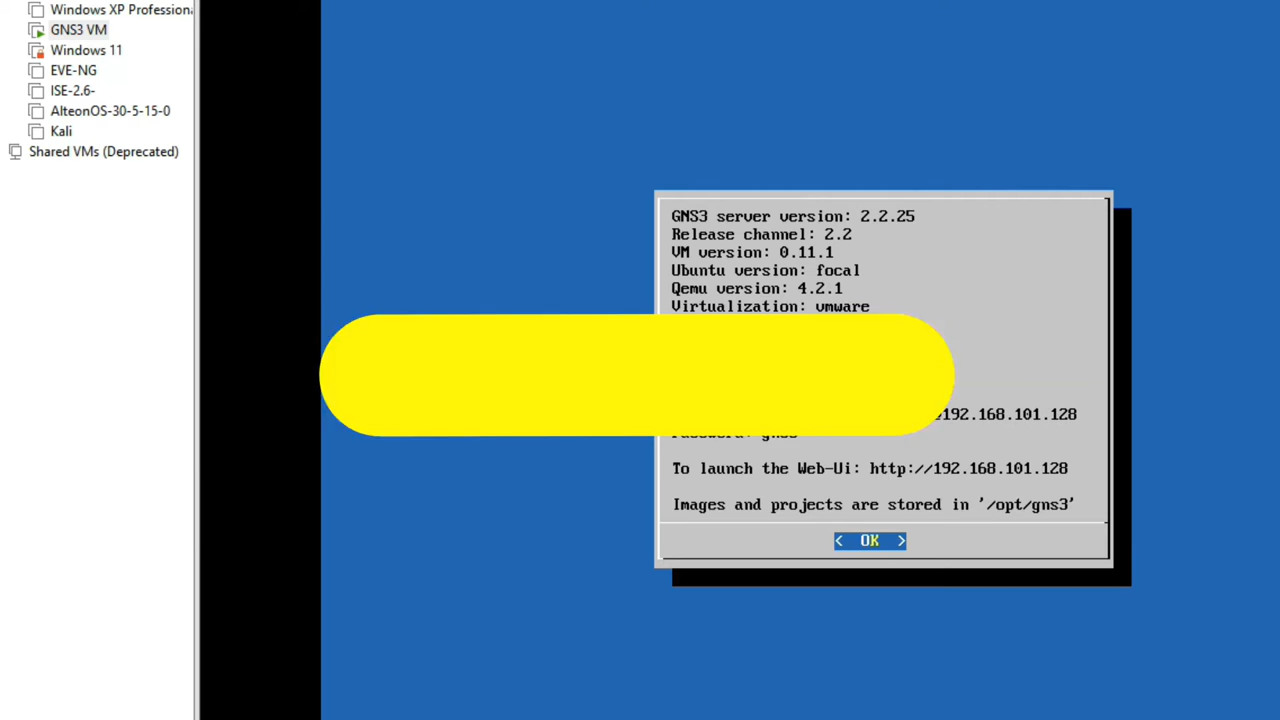 Windows XP Profession
GNS3 VM
Windows 11
EVE-NG
ISE-2.6-
AlteonOS-30-5-15-0
Kali
Shared VMs (Deprecated)
GNS3 server version: 2.2.25
Release channel: 2.2
VM version: 0.11.1
Ubuntu version: focal
Qemu version: 4.2.1
Virtualization: vmware
192.168.101.128
To launch the Web-Ui: http://192.168.101.128
Images and projects are stored in '/opt/gns3'
< OK >